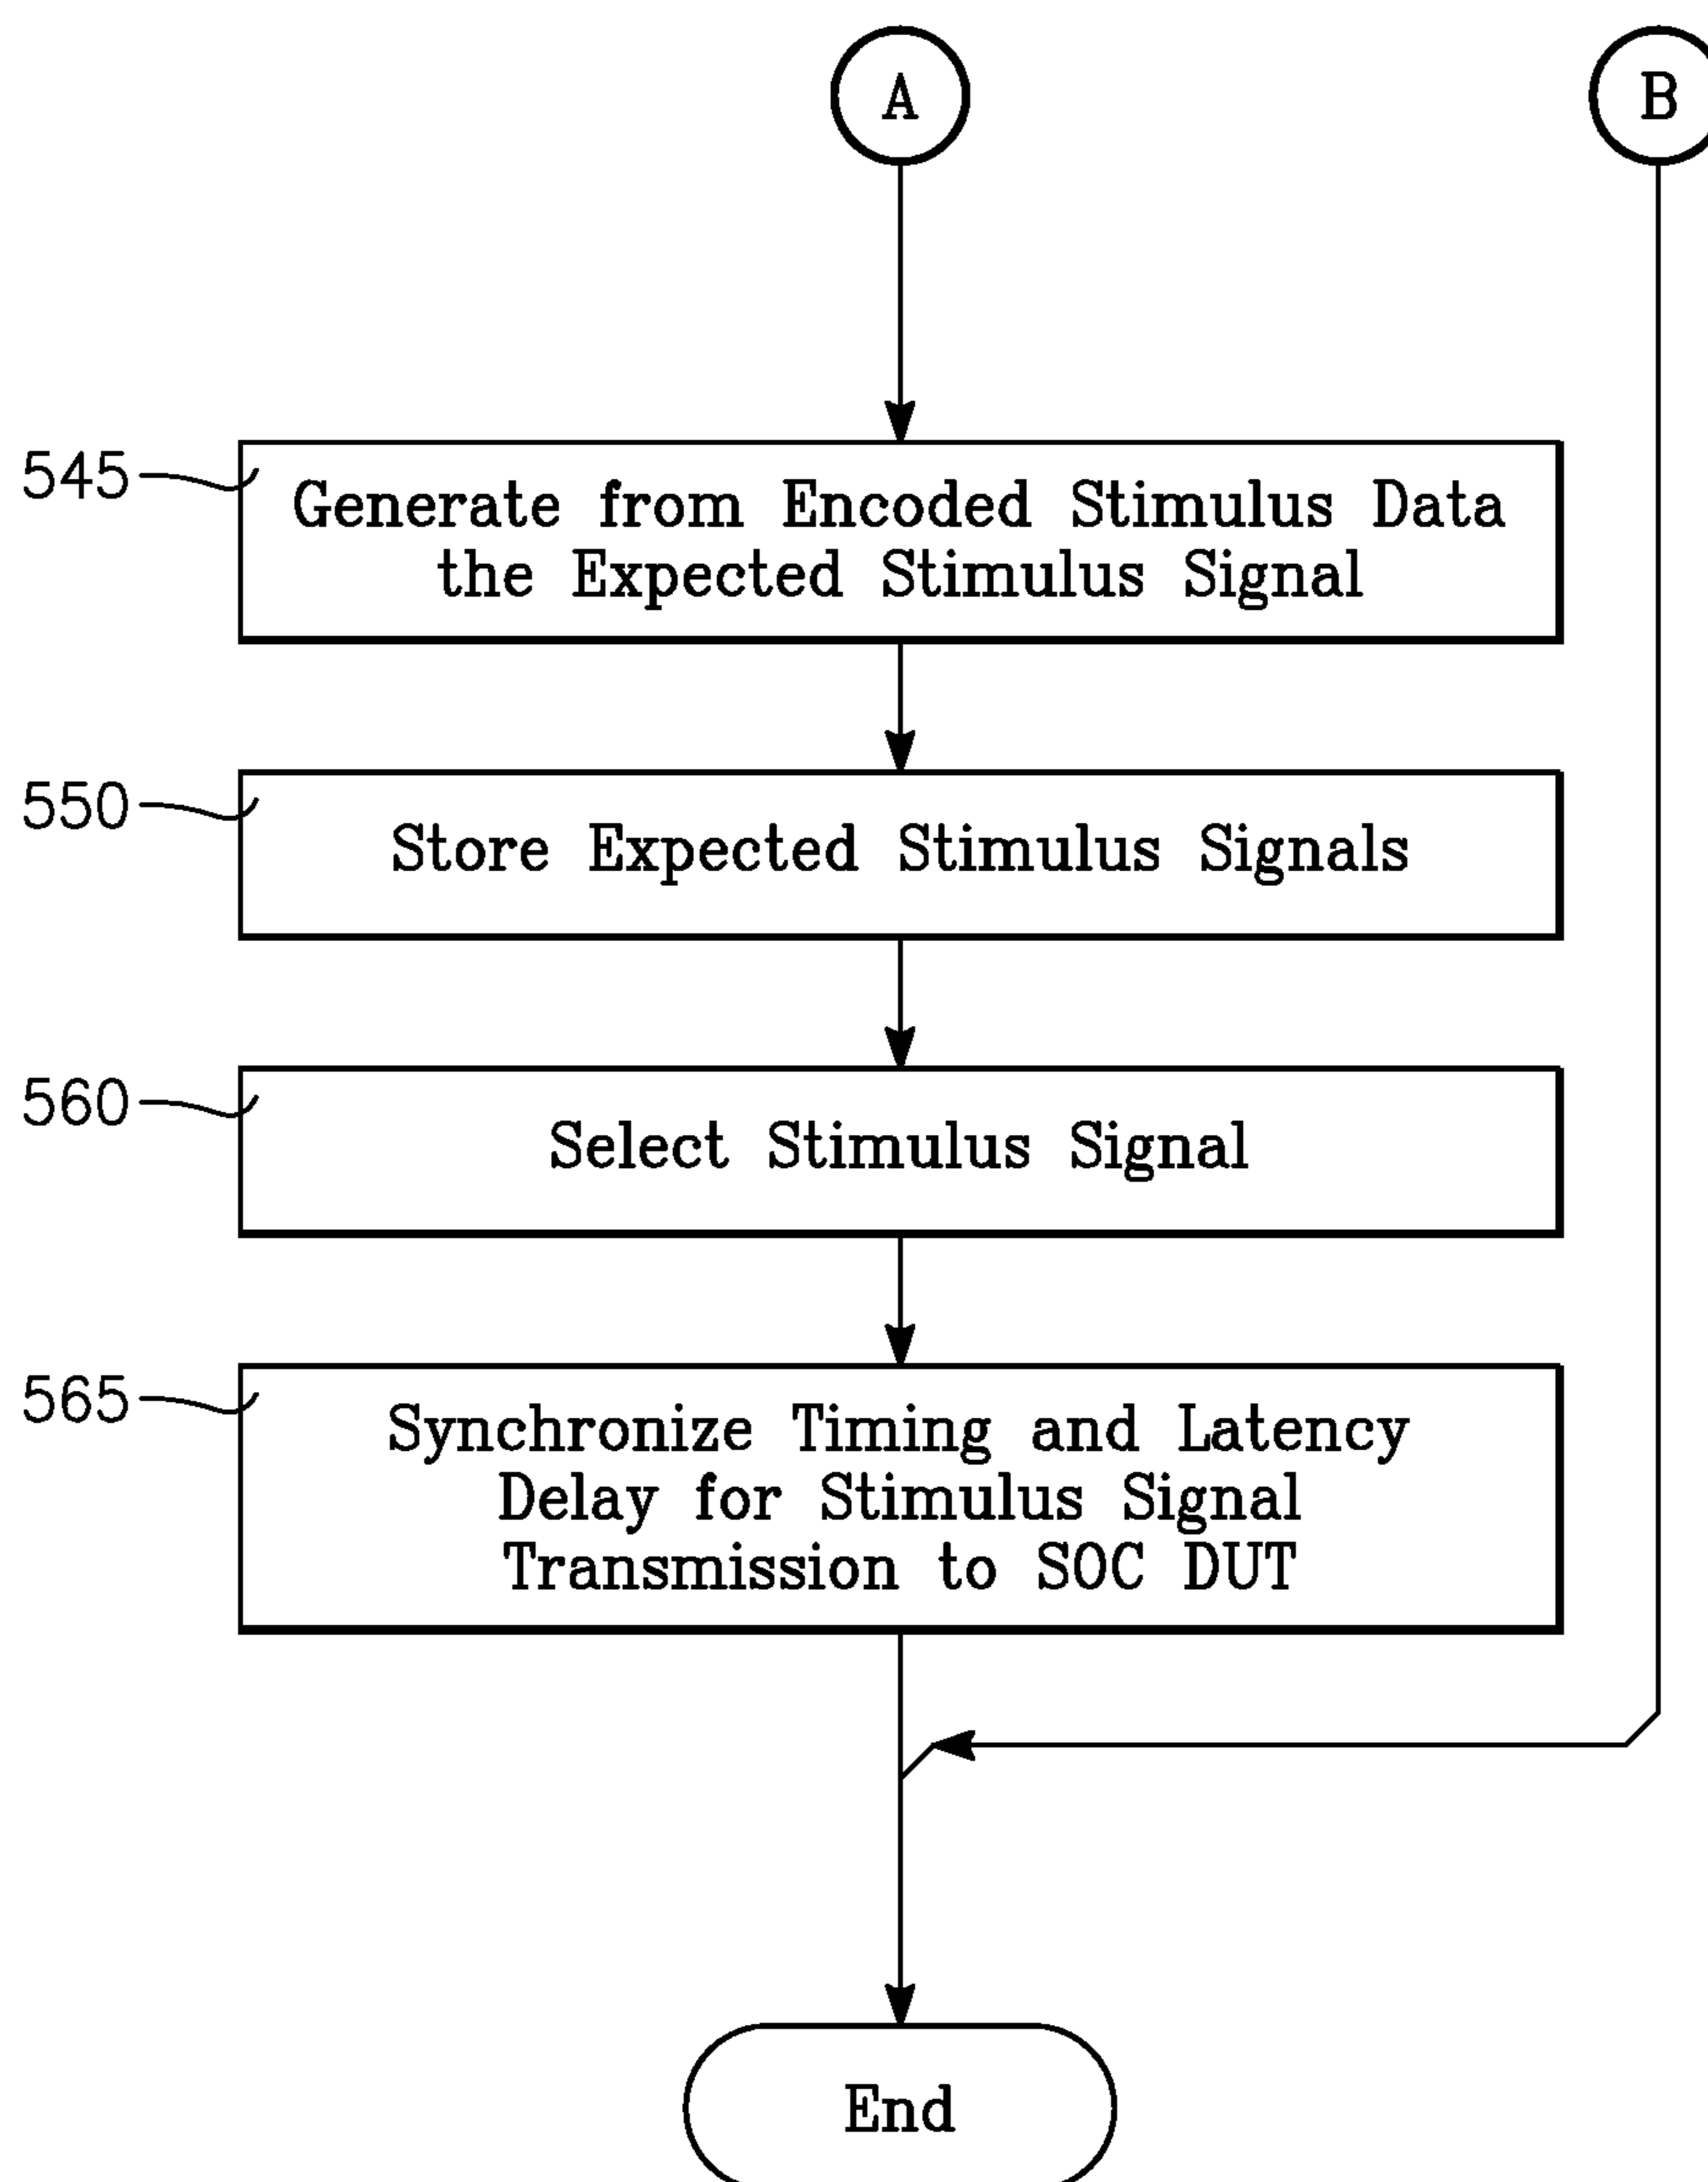 A
B
545
Generate from Encoded Stimulus Data
the Expected Stimulus Signal
550
Store Expected Stimulus Signals
560
Select Stimulus Signal
565
Synchronize Timing and Latency
Delay for Stimulus Signal
Transmission to SOC DUT
End